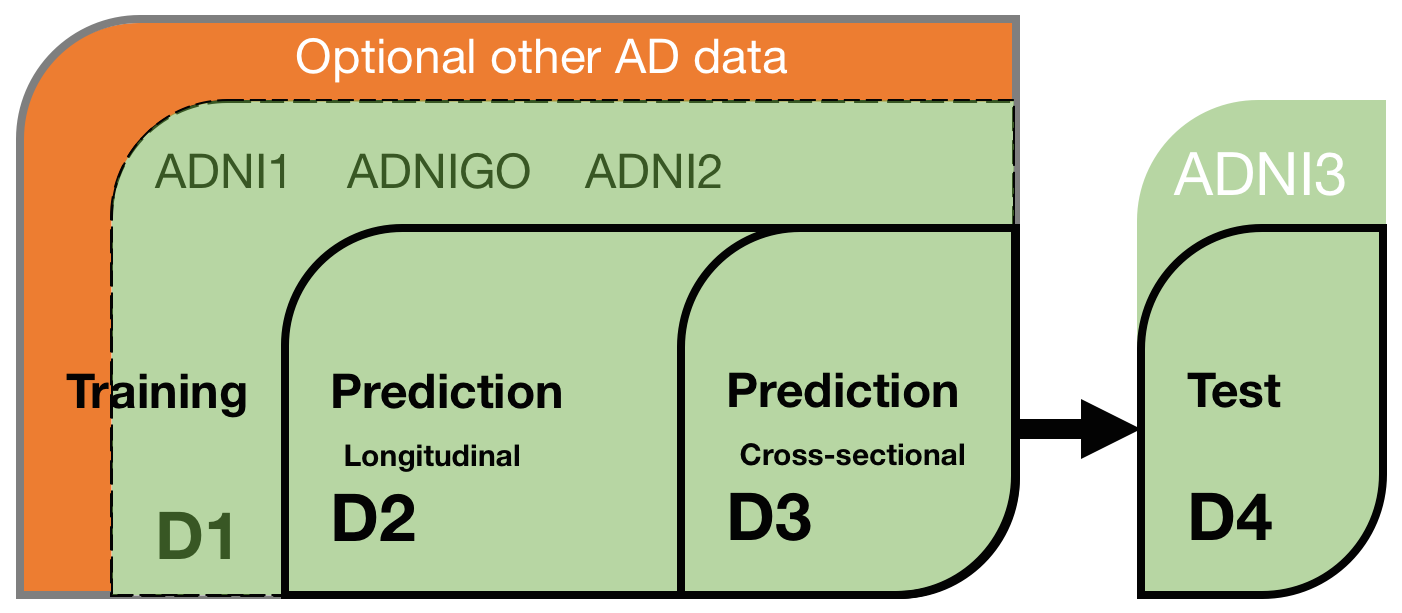 Optional other AD data
ADNI1 ADNIGO ADNI2
ADNI3
Training
Prediction
Longitudinal
Prediction
Cross-sectional
Test
D1
D2
D3
D4